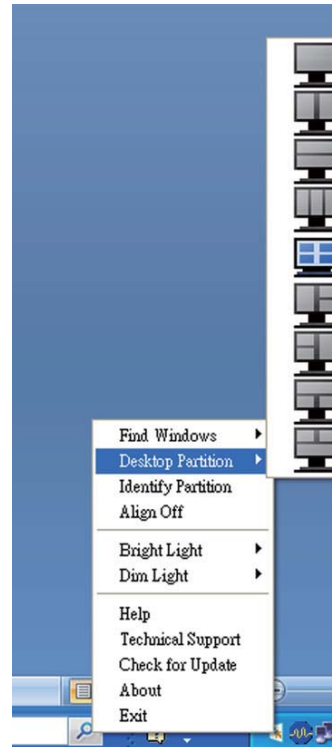 Find Windows
Desktop Partition
Identify Partition
Align Off
Bright Light
Dim Light
Help
Technical Support
Check for Update
About
Exit